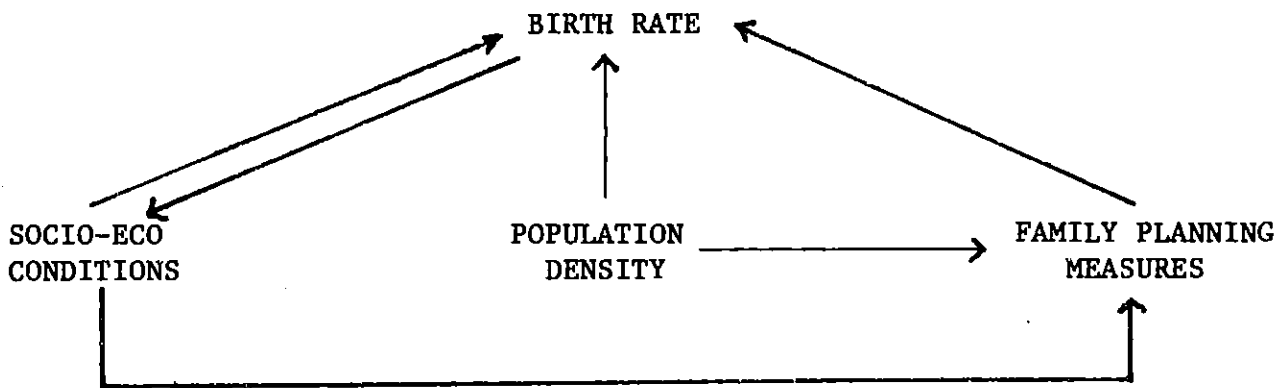 BIRTH RATE
SOCIO-ECO
CONDITIONS
POPULATION
DENSITY
FAMILY PLANNING
MEASURES